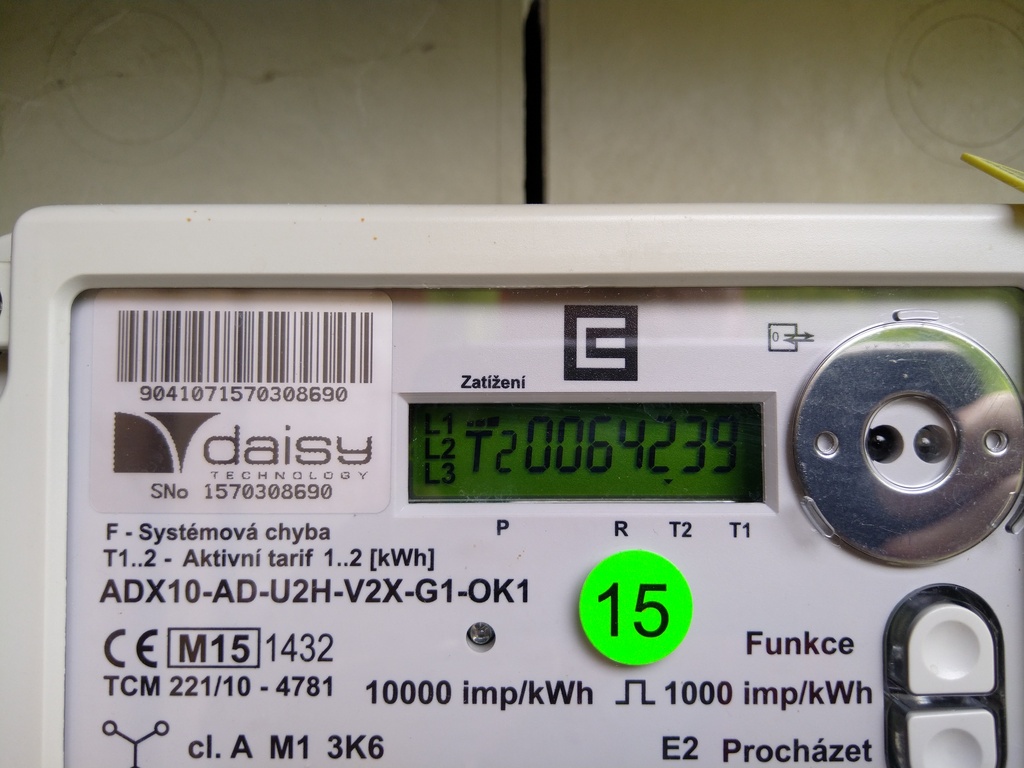 9041071570308690
daisy
TECHNOLOGY
SNo 1570308690
E
Zatížení
0
L1
L2
L3
T2 0064239
P R T2 T1
F - Systémová chyba
T1..2 - Aktivní tarif 1..2 [kWh]
ADX10-AD-U2H-V2X-G1-OK1
15
CE M15 1432
Funkce
TCM 221/10 - 4781
10000 imp/kWh 1000 imp/kWh
cl. A M1 3K6
E2 Procházet